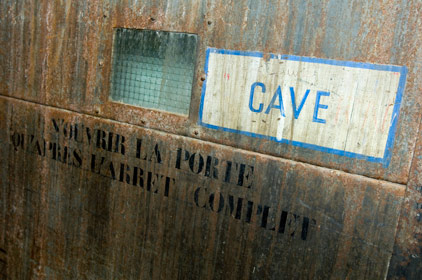 CAVE
N'OUVRIR LA PORTE
QU'APRES L'ARRET COMPLET